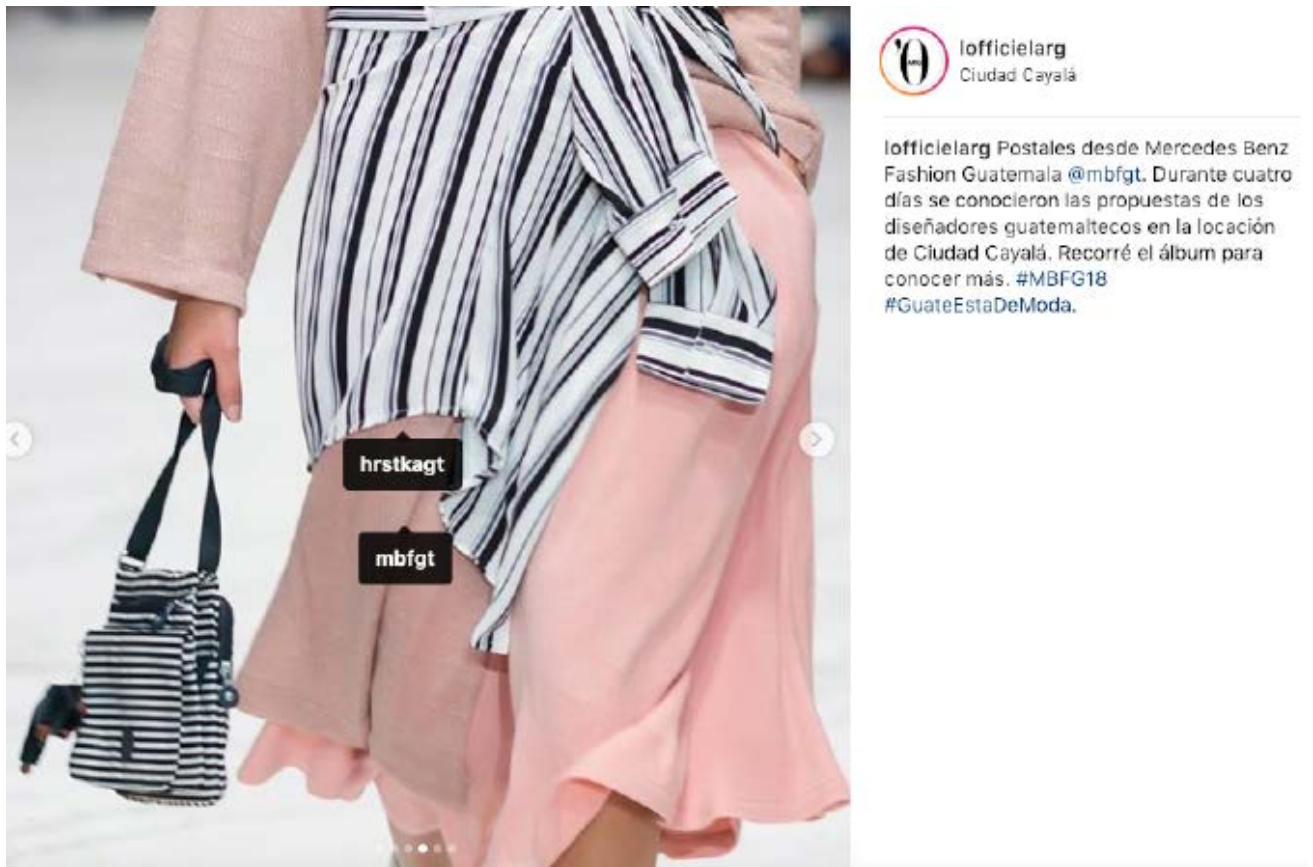 lofficielarg
Ciudad Cayalá
lofficielarg Postales desde Mercedes Benz
Fashion Guatemala @mbfgt. Durante cuatro
días se conocieron las propuestas de los
diseñadores guatemaltecos en la locación
de Ciudad Cayalá. Recorré el álbum para
conocer más. #MBFG18
#GuateEstaDeModa.
hrstkagt
mbfgt